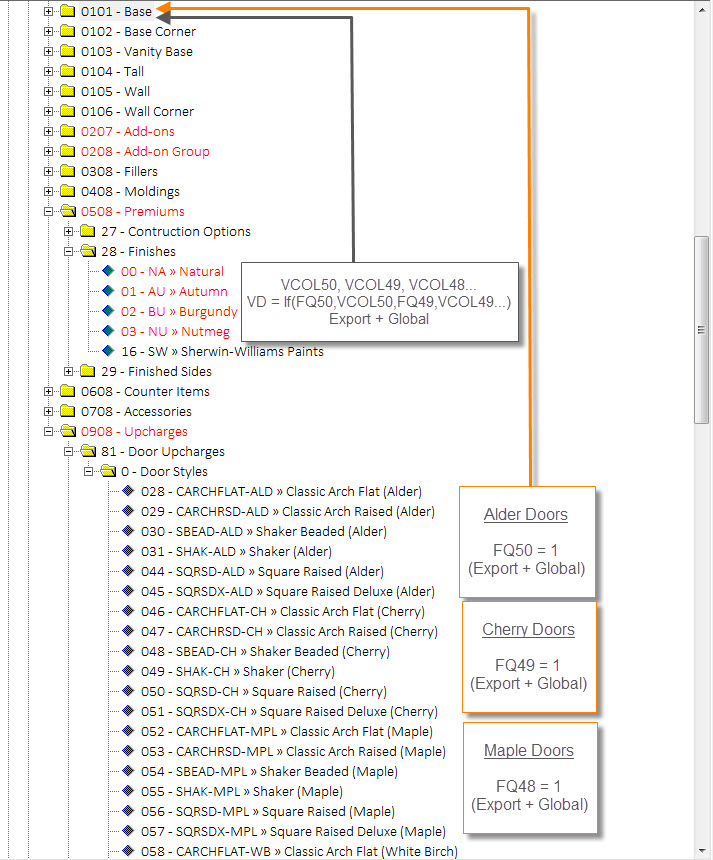 0101 - Base
0102 - Base Corner
0103 - Vanity Base
0104 - Tall
0105 - Wall
0106 - Wall Corner
0207 - Add-ons
0208 - Add-on Group
0308 - Fillers
0408 - Moldings
0508 - Premiums
27 - Contruction Options
28 - Finishes
00 - NA » Natural
01 - AU » Autumn
02 - BU » Burgundy
03 - NU » Nutmeg
16 - SW » Sherwin-Williams Paints
29 - Finished Sides
0608 - Counter Items
0708 - Accessories
0908 - Upcharges
81 - Door Upcharges
0 - Door Styles
028 - CARCHFLAT-ALD » Classic Arch Flat (Alder)
029 - CARCHRSD-ALD » Classic Arch Raised (Alder)
030 - SBEAD-ALD » Shaker Beaded (Alder)
031 - SHAK-ALD » Shaker (Alder)
044 - SQRSD-ALD » Square Raised (Alder)
045 - SQRSDX-ALD » Square Raised Deluxe (Alder)
046 - CARCHFLAT-CH » Classic Arch Flat (Cherry)
047 - CARCHRSD-CH » Classic Arch Raised (Cherry)
048 - SBEAD-CH » Shaker Beaded (Cherry)
049 - SHAK-CH » Shaker (Cherry)
050 - SQRSD-CH » Square Raised (Cherry)
051 - SQRSDX-CH » Square Raised Deluxe (Cherry)
052 - CARCHFLAT-MPL » Classic Arch Flat (Maple)
053 - CARCHRSD-MPL » Classic Arch Raised (Maple)
054 - SBEAD-MPL » Shaker Beaded (Maple)
055 - SHAK-MPL » Shaker (Maple)
056 - SQRSD-MPL » Square Raised (Maple)
057 - SQRSDX-MPL » Square Raised Deluxe (Maple)
058 - CARCHFLAT-WB » Classic Arch Flat (White Birch)
VCOL50, VCOL49, VCOL48...
VD = If(FQ50,VCOL50,FQ49,VCOL49...)
Export + Global
Alder Doors
FQ50 = 1
(Export + Global)
Cherry Doors
FQ49 = 1
(Export + Global)
Maple Doors
FQ48 = 1
(Export + Global)